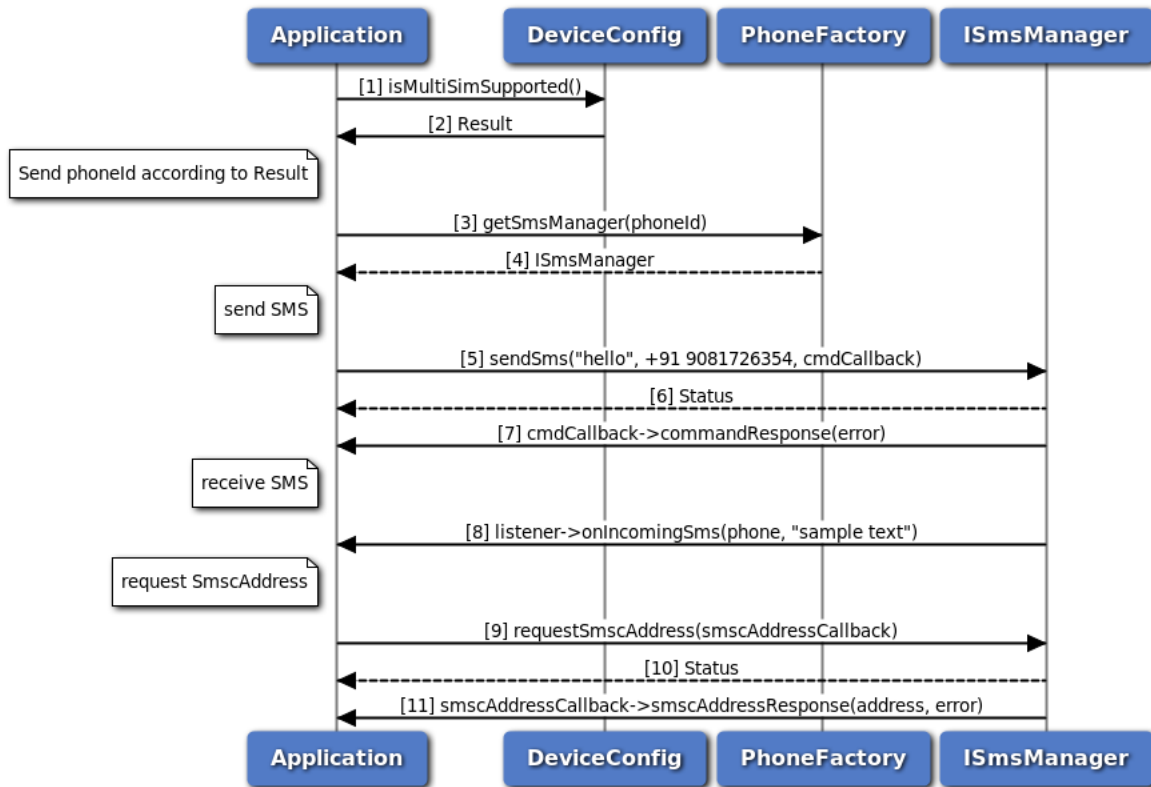 Application DeviceConfig PhoneFactory ISmsManager
[1] isMultiSimSupported()
[2] Result
Send phoneId according to Result
[3] getSmsManager(phoneId)
[4] ISmsManager
send SMS
[5] sendSms("hello", +91 9081726354, cmdCallback)
[6] Status
[7] cmdCallback->commandResponse(error)
receive SMS
[8] listener->onIncomingSms(phone, "sample text")
request SmscAddress
[9] requestSmscAddress(smscAddressCallback)
[10] Status
[11] smscAddressCallback->smscAddressResponse(address, error)
Application DeviceConfig PhoneFactory ISmsManager